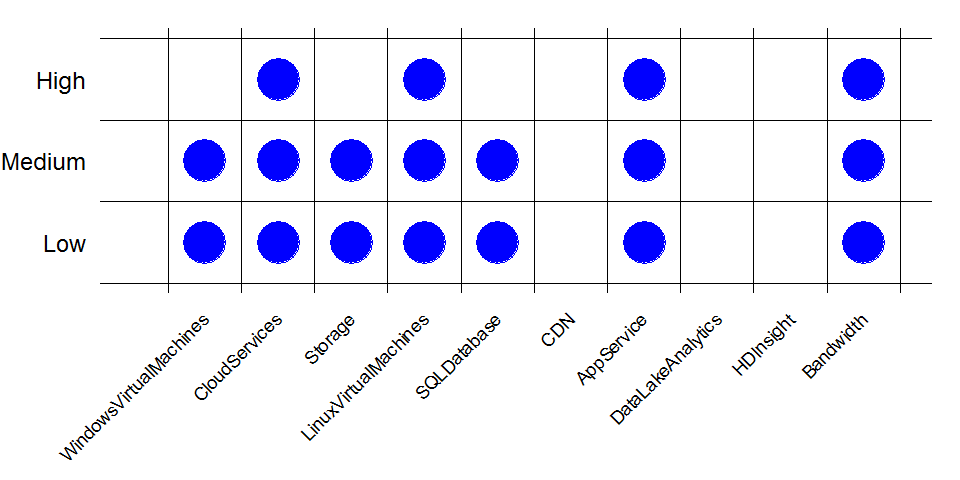 High
Medium
Low
WindowsVirtualMachines
CloudServices
Storage
LinuxVirtualMachines
SQLDatabase
CDN
AppService
DataLakeAnalytics
HDInsight
Bandwidth